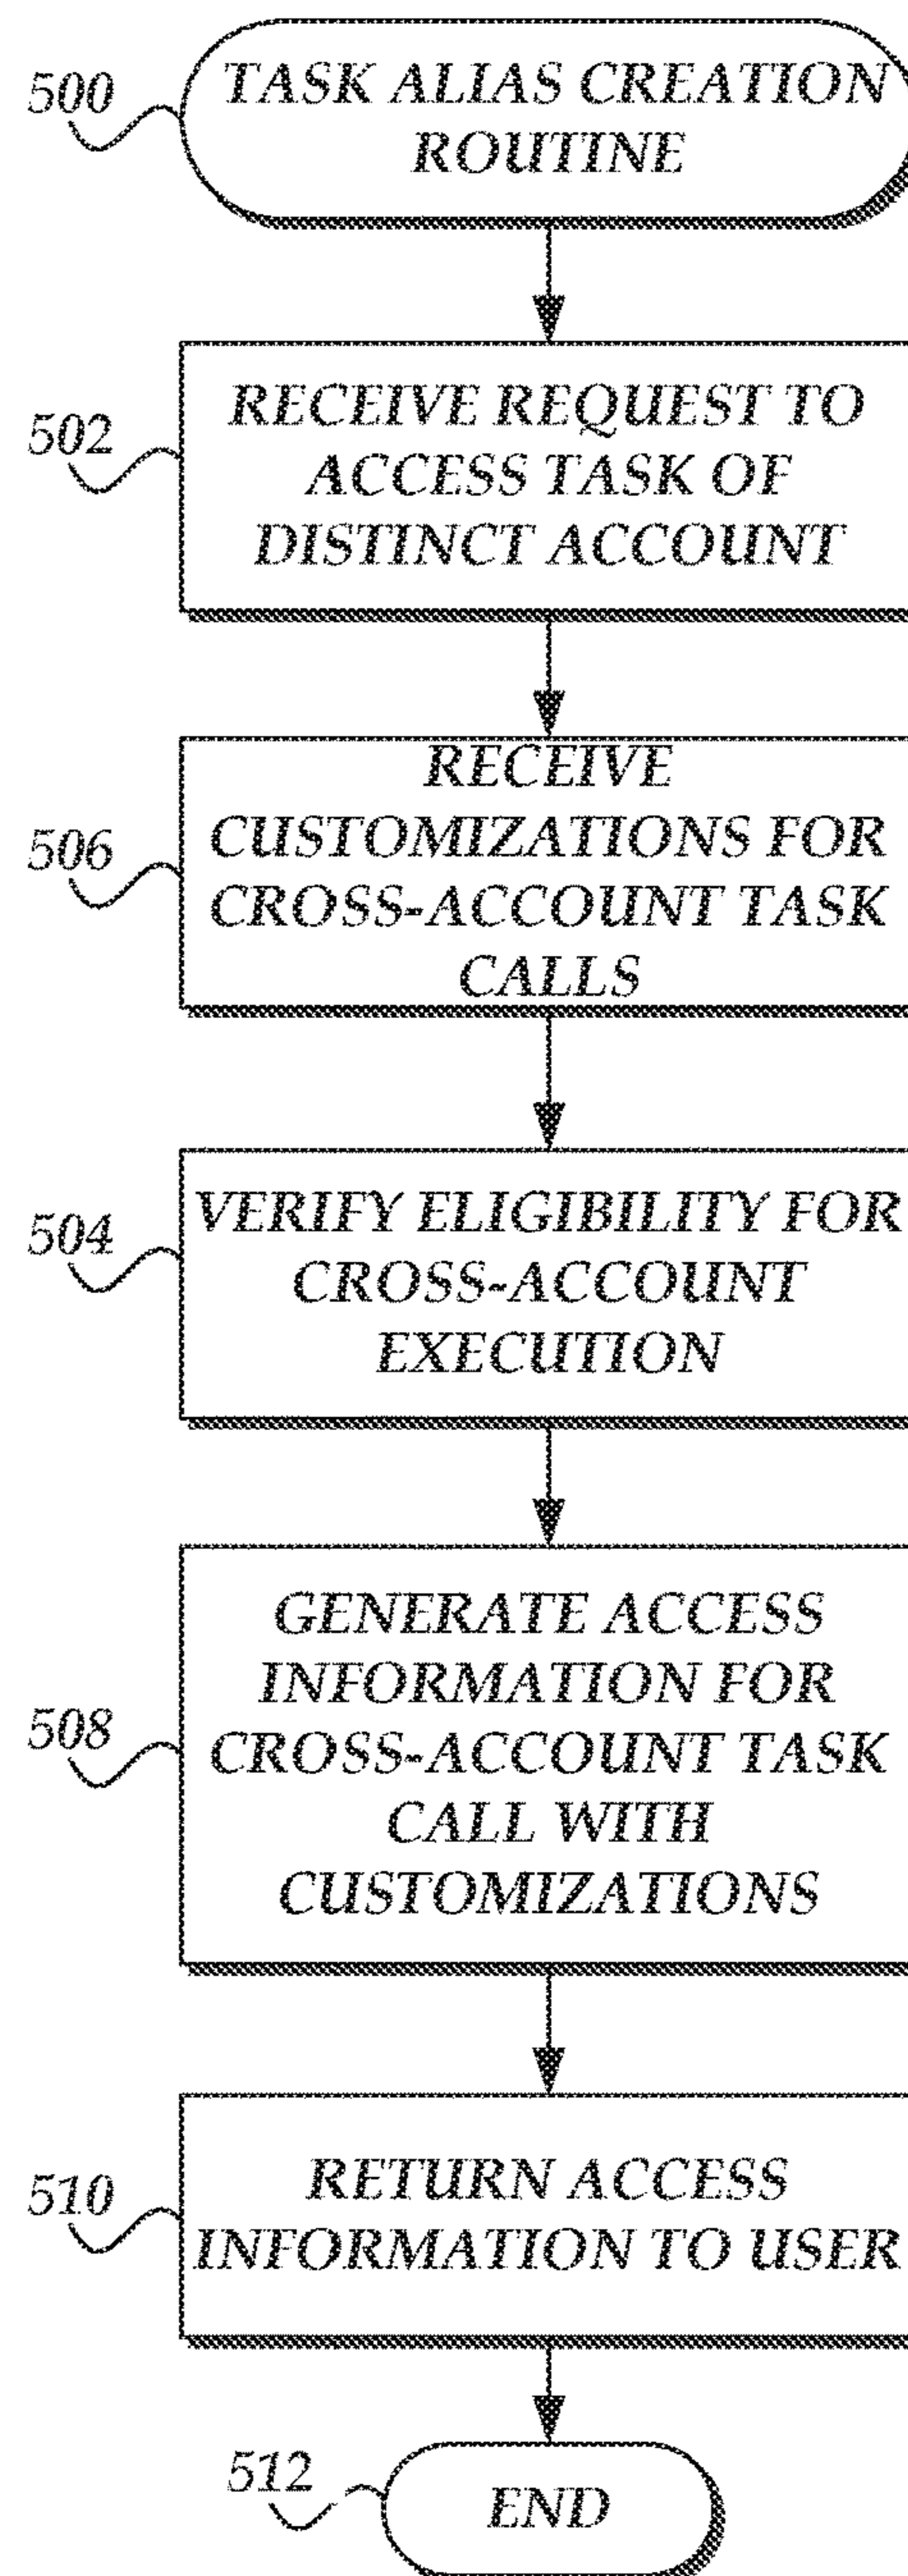 500
TASK ALIAS CREATION
ROUTINE
502
RECEIVE REQUEST TO
ACCESS TASK OF
DISTINCT ACCOUNT
506
RECEIVE
CUSTOMIZATIONS FOR
CROSS-ACCOUNT TASK
CALLS
504
VERIFY ELIGIBILITY FOR
CROSS-ACCOUNT
EXECUTION
508
GENERATE ACCESS
INFORMATION FOR
CROSS-ACCOUNT TASK
CALL WITH
CUSTOMIZATIONS
510
RETURN ACCESS
INFORMATION TO USER
512
END